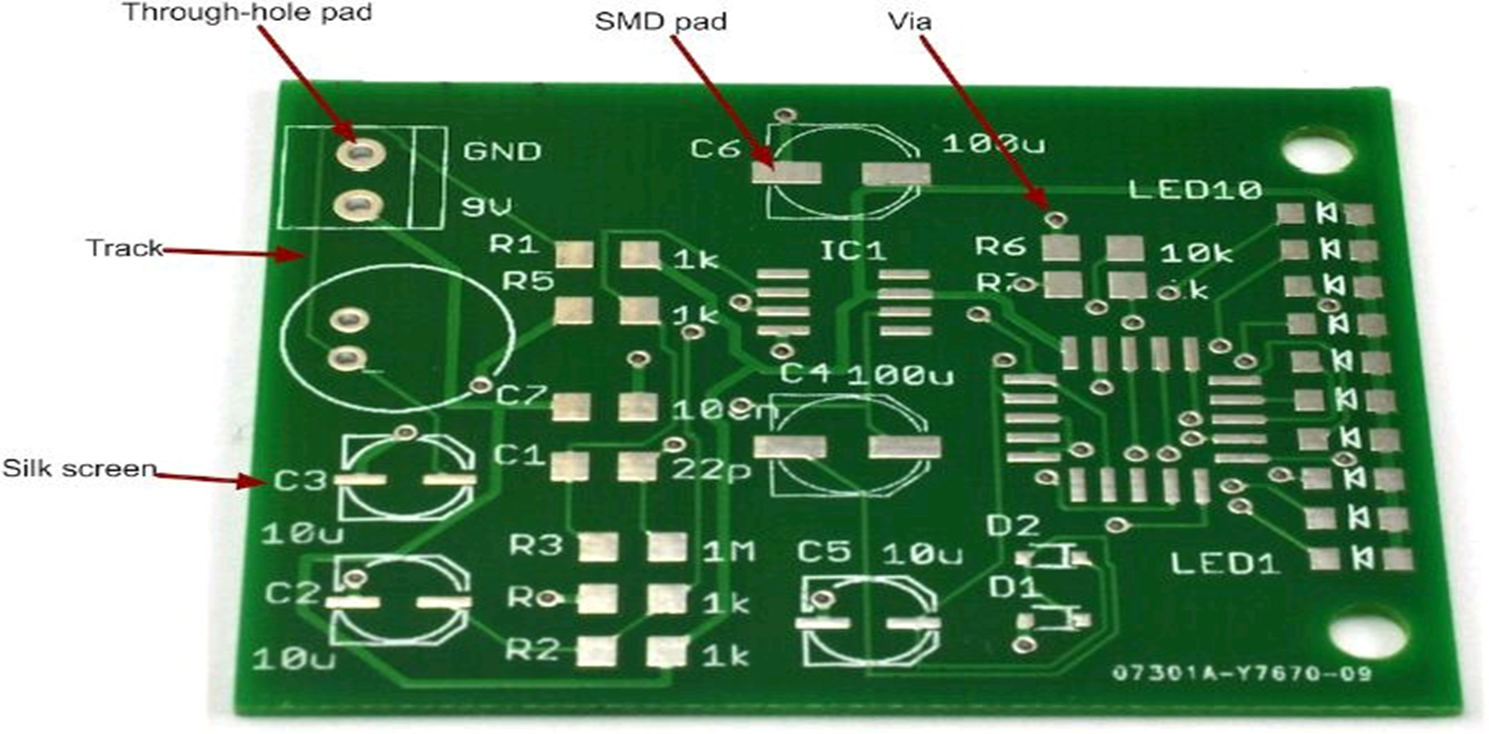 Through-hole pad
SMD pad
Via
GND
C6
100u
9V
LED10
Track
R1
1k
IC1
R6
10k
R5
1k
C4 100u
C7
C1
22p
Silk screen
C3
10u
R3
1M
C5 10u
D2
LED1
C2
1k
D1
10u
R2
1k
07301A-Y7670-09